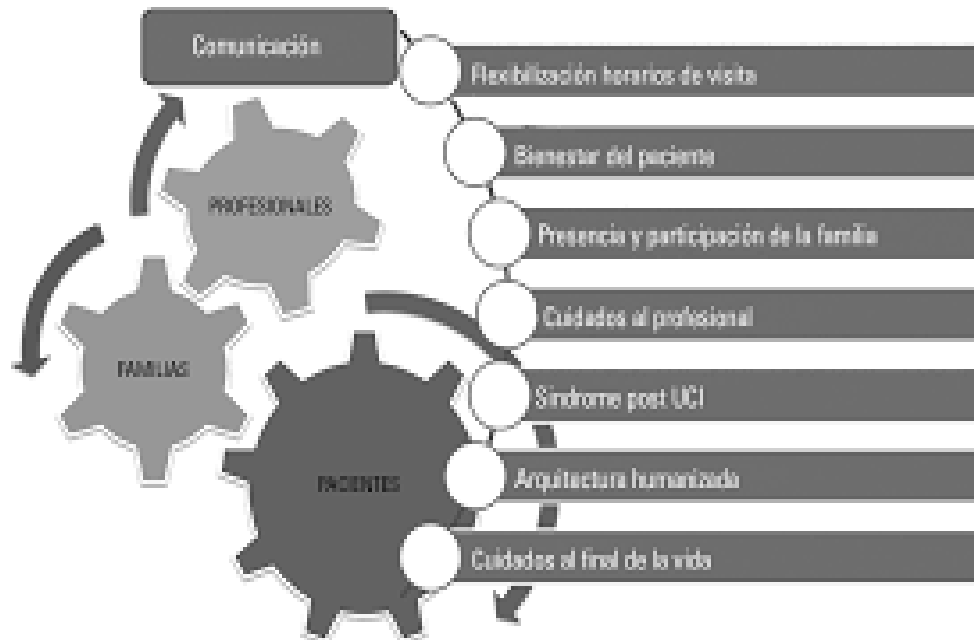 Comunicación
Flexibilización horarios de visita
Bienestar del paciente
PROFESIONALES
Presencia y participación de la familia
Cuidados al profesional
FAMILIAS
Síndrome post UCI
PACIENTES
Arquitectura humanizada
Cuidados al final de la vida